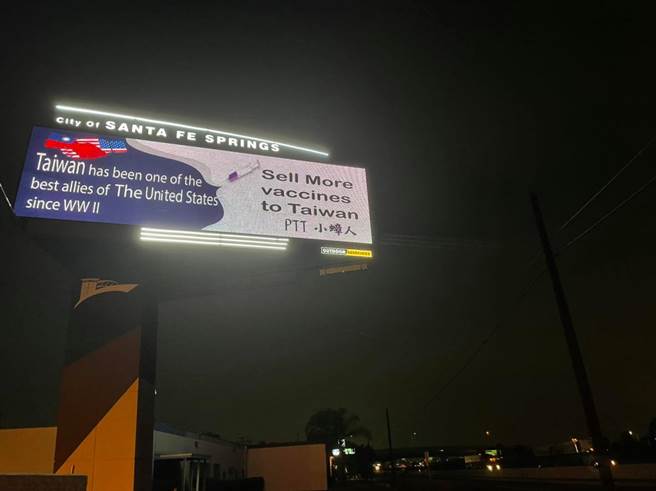 City Of SANTA FE SPRINGS
Taiwan has been one of the
best allies of The United States
since WW II
Sell More
vaccines
to Taiwan
PTT 小蟑人
OUTDOOR